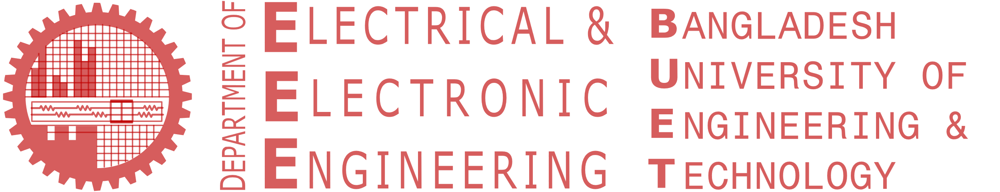 DEPARTMENT OF
ELECTRICAL &
ELECTRONIC
ENGINEERING
BANGLADESH
UNIVERSITY OF
ENGINEERING &
TECHNOLOGY